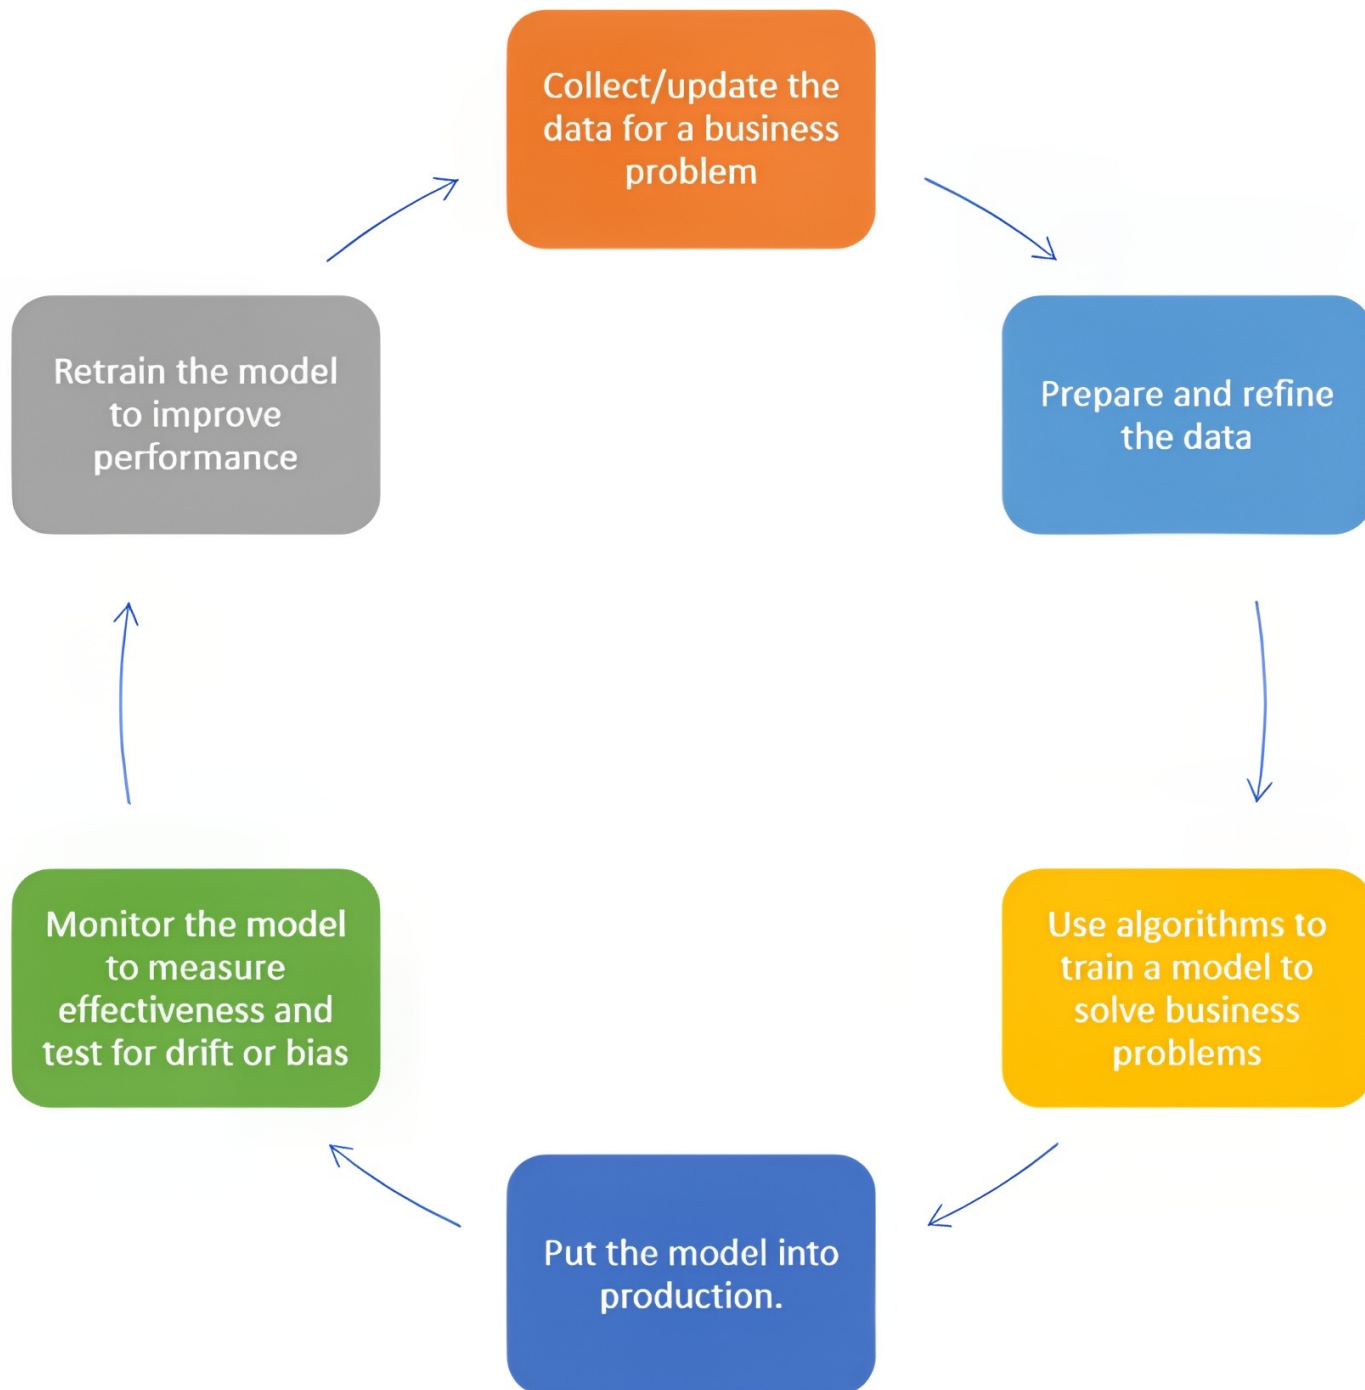 Collect/update the
data for a business
problem
Prepare and refine
the data
Use algorithms to
train a model to
solve business
problems
Put the model into
production.
Monitor the model
to measure
effectiveness and
test for drift or bias
Retrain the model
to improve
performance